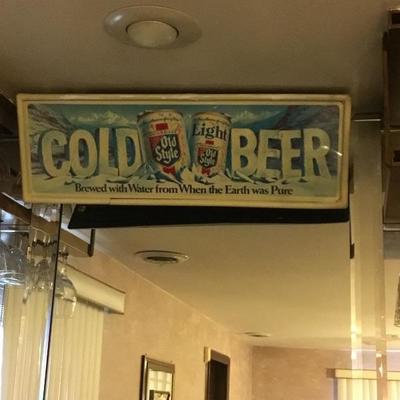 COLD Old Style Light Old Style BEER
Brewed with Water from When the Earth was Pure